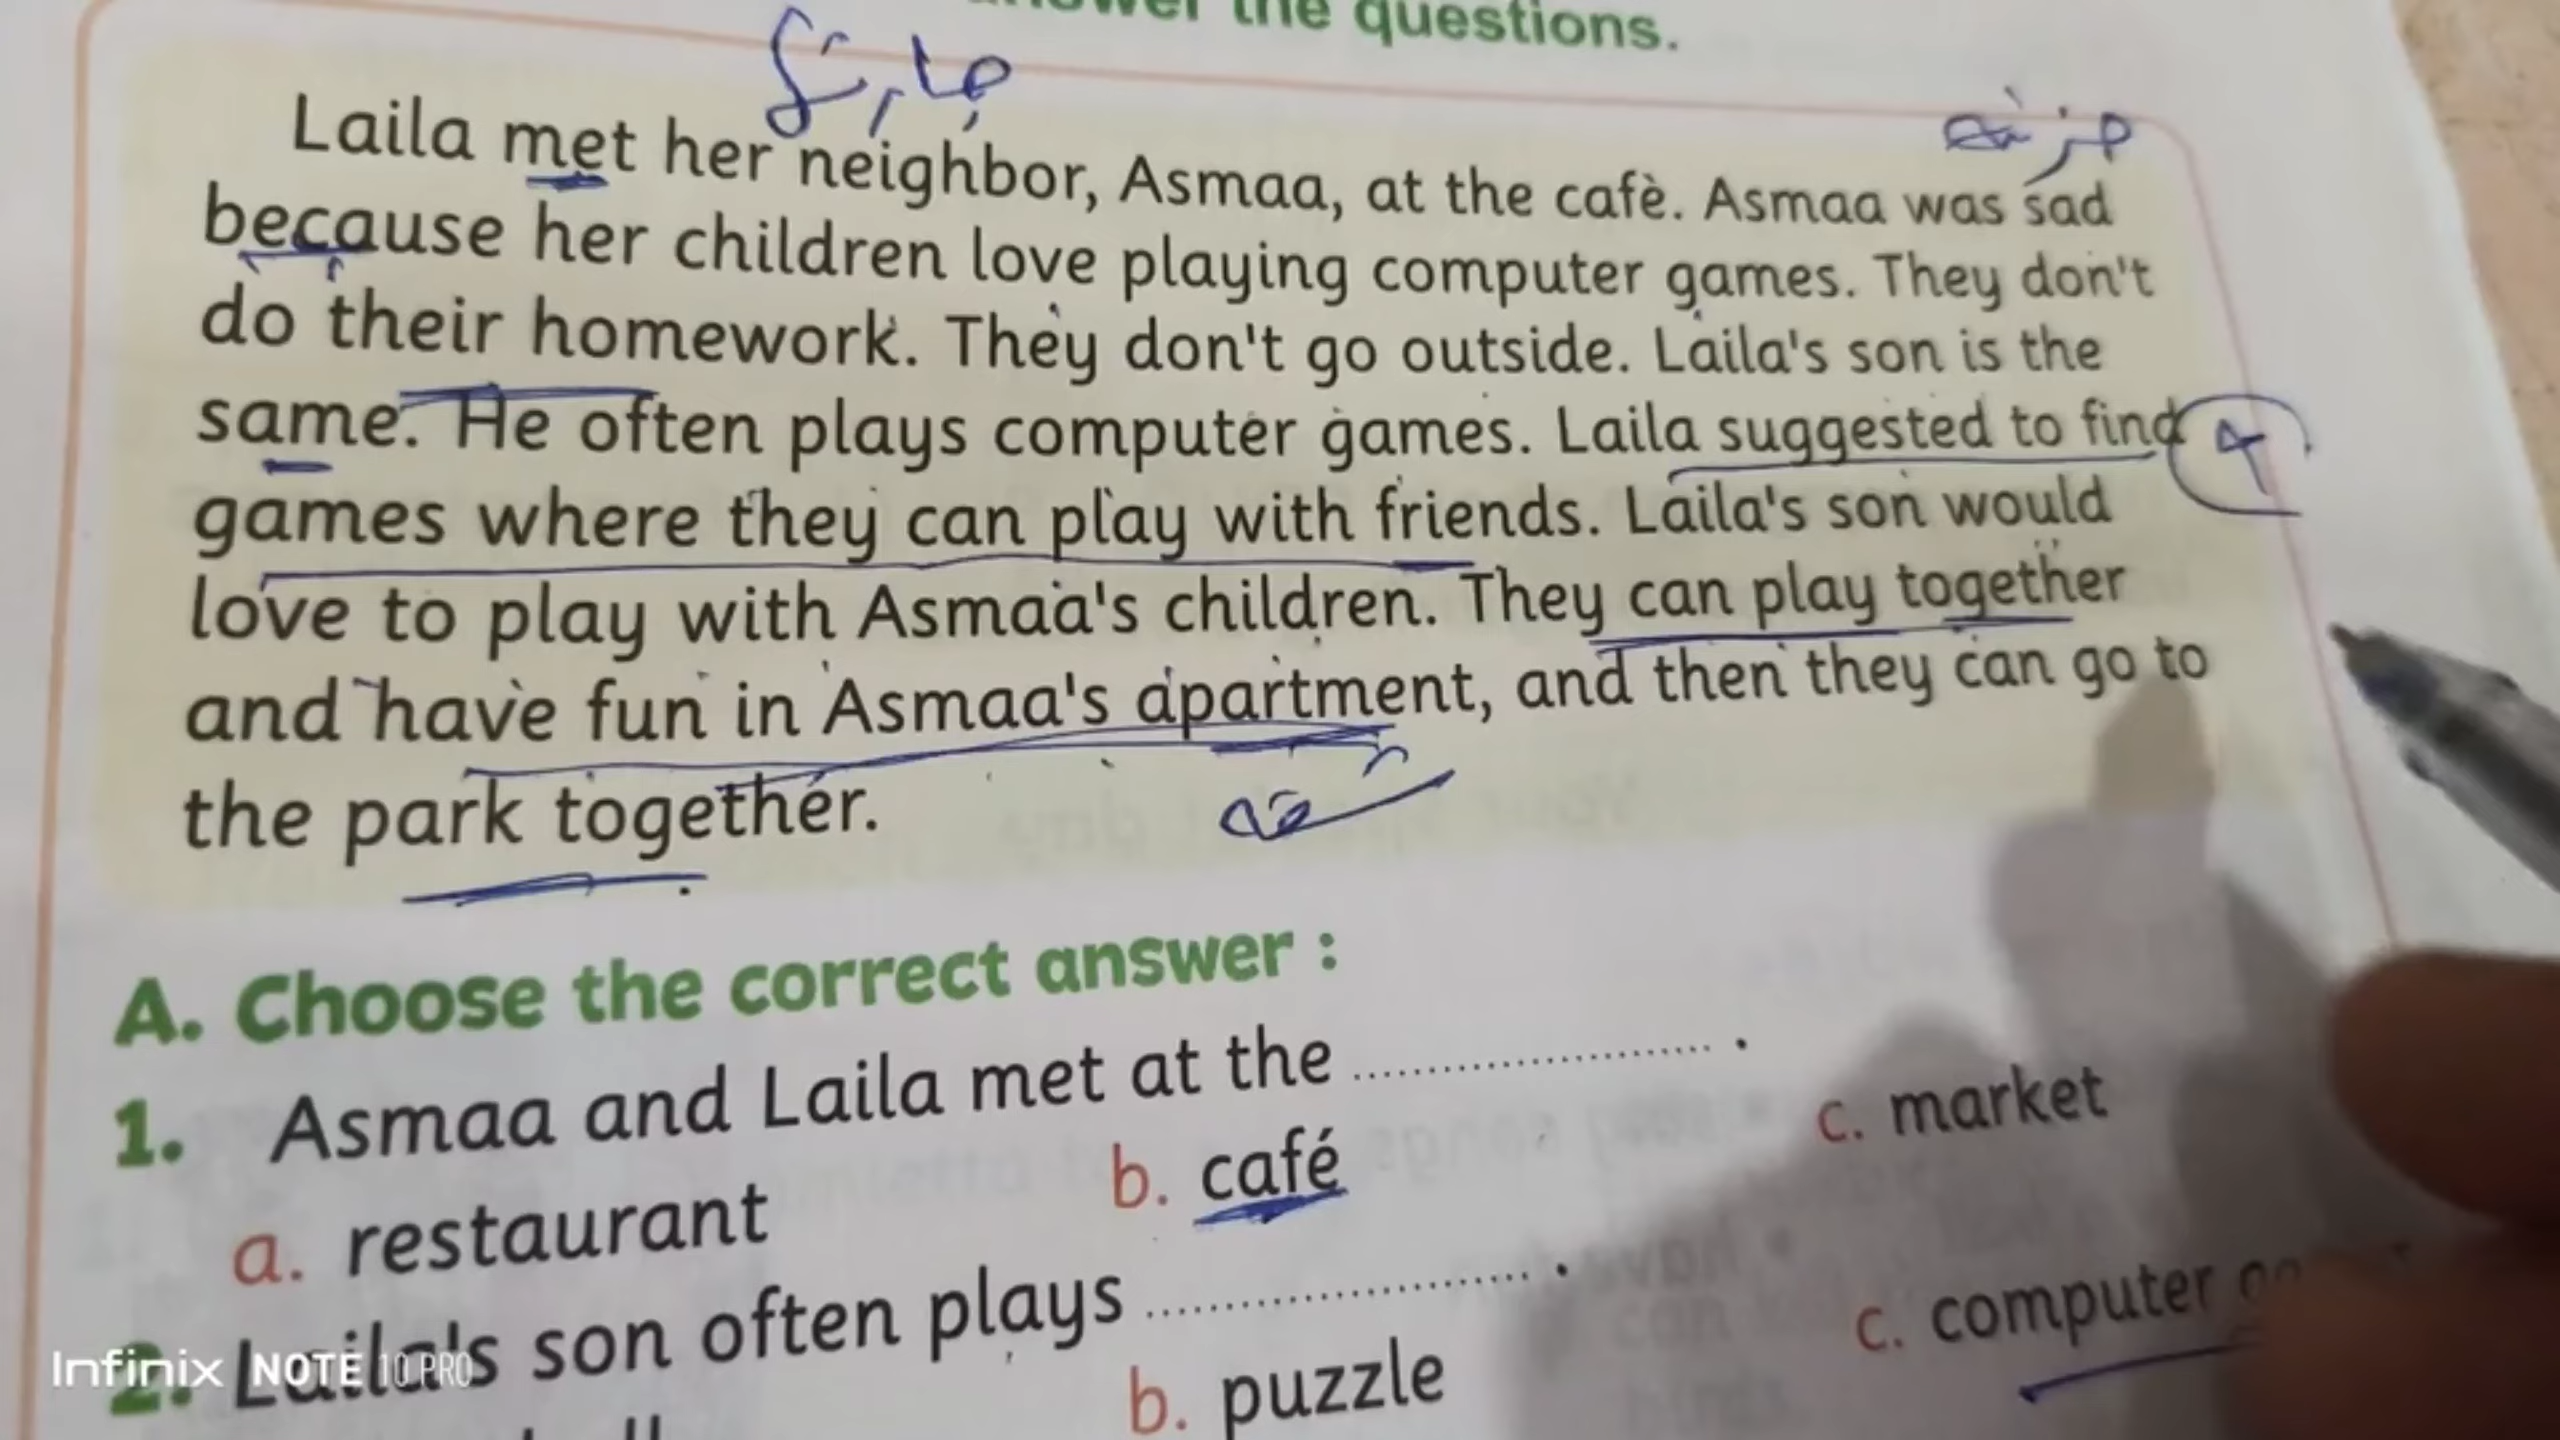 the questions.
جارتها
حزينة
Laila met her neighbor, Asmaa, at the cafè. Asmaa was sad
because her children love playing computer games. They don't
do their homework. They don't go outside. Laila's son is the
same. He often plays computer games. Laila suggested to find
games where they can play with friends. Laila's son would
love to play with Asmaa's children. They can play together
and have fun in Asmaa's apartment, and then they can go to
the park together.
شقة
A. Choose the correct answer :
1. Asmaa and Laila met at the .
a. restaurant b. café c. market
2. Laila's son often plays .
b. puzzle c. computer
Infinix NOTE 10 PRO